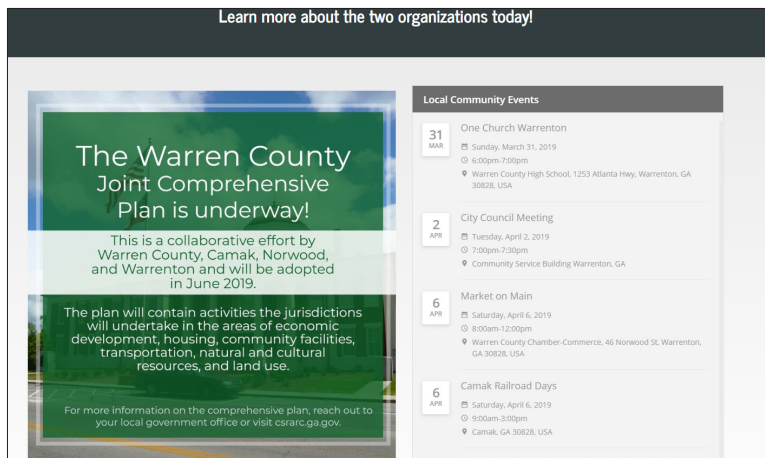 Learn more about the two organizations today!
The Warren County
Joint Comprehensive
Plan is underway!
This is a collaborative effort by
Warren County, Camak, Norwood,
and Warrenton and will be adopted
in June 2019.
The plan will contain activities the jurisdictions
will undertake in the areas of economic
development, housing, community facilities,
transportation, natural and cultural
resources, and land use.
For more information on the comprehensive plan, reach out to
your local government office or visit csrarc.ga.gov.
Local Community Events
31
MAR
One Church Warrenton
Sunday, March 31, 2019
6:00pm-7:00pm
Warren County High School, 1253 Atlanta Hwy, Warrenton, GA
30828, USA
2
APR
City Council Meeting
Tuesday, April 2, 2019
7:00pm-7:30pm
Community Service Building Warrenton, GA
6
APR
Market on Main
Saturday, April 6, 2019
8:00am-12:00pm
Warren County Chamber-Commerce, 46 Norwood St, Warrenton,
GA 30828, USA
6
APR
Camak Railroad Days
Saturday, April 6, 2019
9:00am-3:00pm
Camak, GA 30828, USA